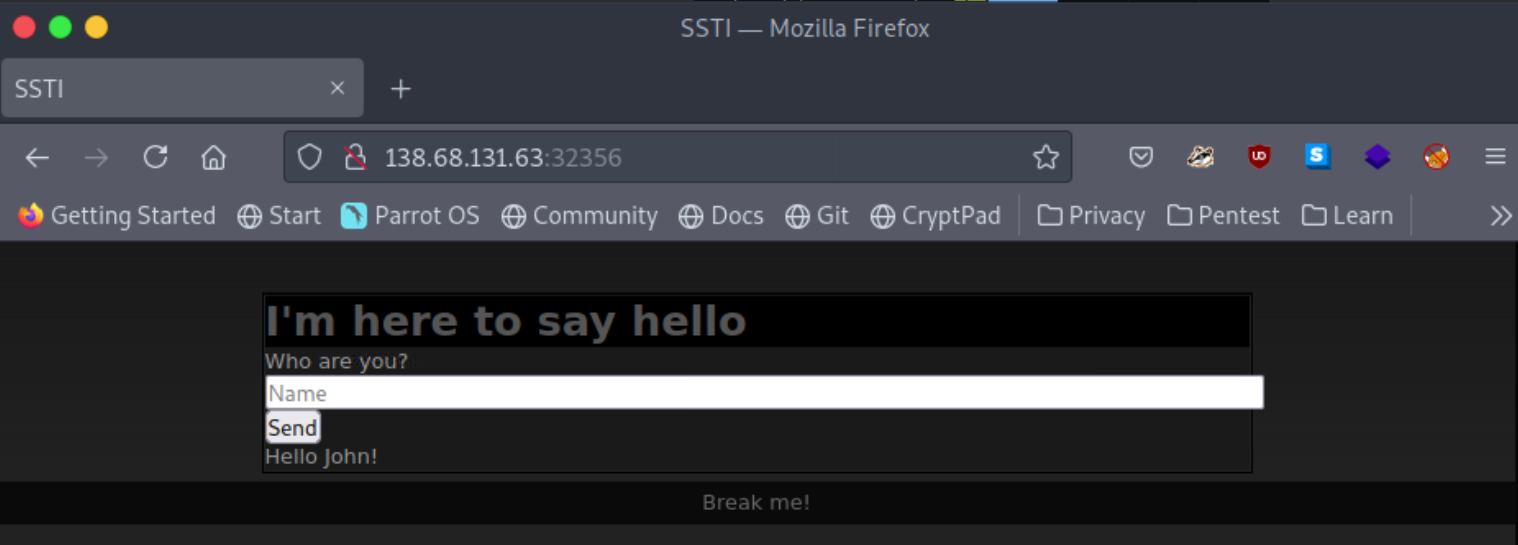 SSTI — Mozilla Firefox
SSTI
138.68.131.63:32356
Getting Started Start Parrot OS Community Docs Git CryptPad Privacy Pentest Learn
I'm here to say hello
Who are you?
Name
Send
Hello John!
Break me!